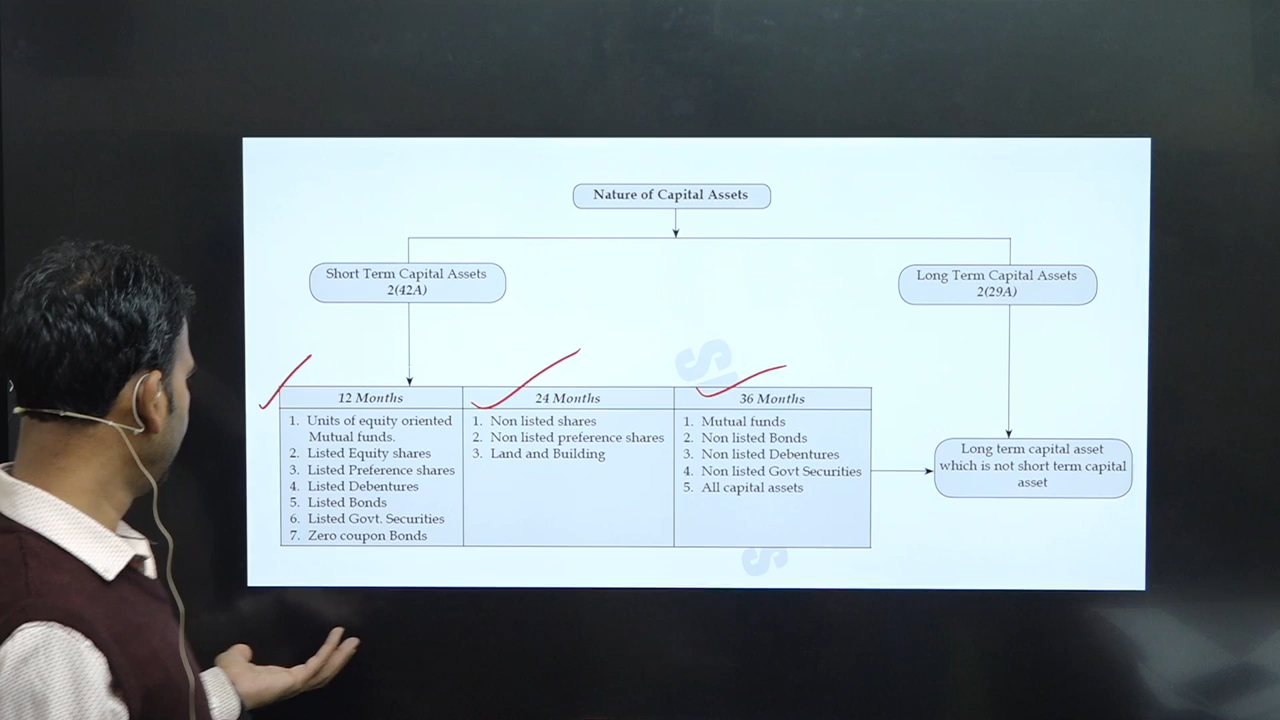 Nature of Capital Assets
Short Term Capital Assets
2(42A)
Long Term Capital Assets
2(29A)
12 Months
1. Units of equity oriented
Mutual funds.
2. Listed Equity shares
3. Listed Preference shares
4. Listed Debentures
5. Listed Bonds
6. Listed Govt. Securities
7. Zero coupon Bonds
24 Months
1. Non listed shares
2. Non listed preference shares
3. Land and Building
36 Months
1. Mutual funds
2. Non listed Bonds
3. Non listed Debentures
4. Non listed Govt Securities
5. All capital assets
Long term capital asset
which is not short term capital
asset